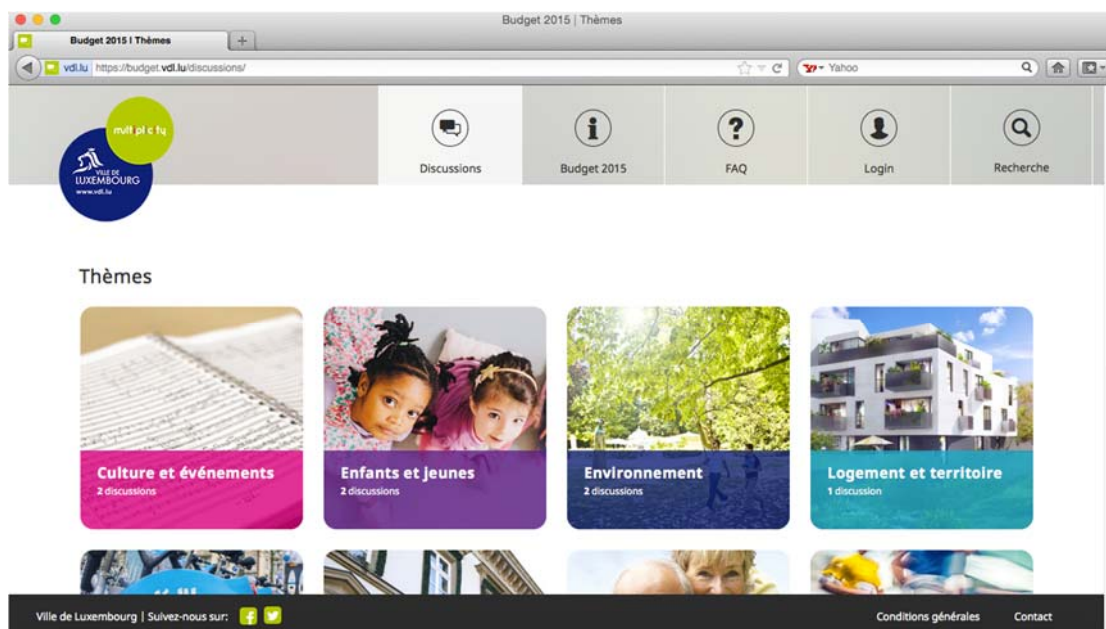 Budget 2015 | Thèmes
Budget 2015 | Thèmes
vdl.lu https://budget.vdl.lu/discussions/
Yahoo
multiplicity
VILLE DE
LUXEMBOURG
www.vdl.lu
Discussions
Budget 2015
FAQ
Login
Recherche
Thèmes
Culture et événements
2 discussions
Enfants et jeunes
2 discussions
Environnement
2 discussions
Logement et territoire
1 discussion
Ville de Luxembourg | Suivez-nous sur:
Conditions générales
Contact